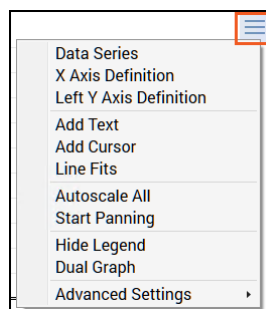 Data Series
X Axis Definition
Left Y Axis Definition
Add Text
Add Cursor
Line Fits
Autoscale All
Start Panning
Hide Legend
Dual Graph
Advanced Settings